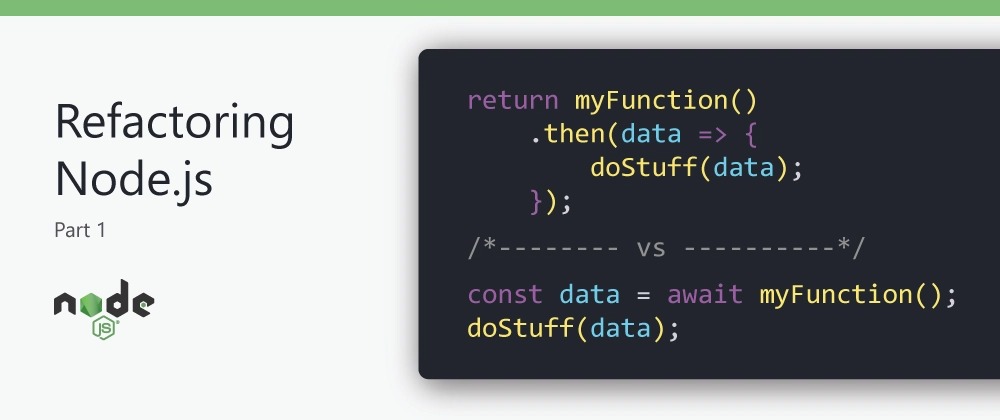 Refactoring
Node.js
Part 1
node
JS
return myFunction()
    .then(data => {
        doStuff(data);
    });
/*-------- vs ----------*/
const data = await myFunction();
doStuff(data);